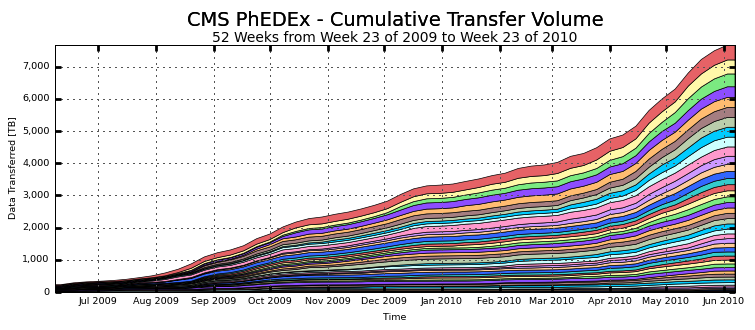 CMS PhEDEx - Cumulative Transfer Volume
52 Weeks from Week 23 of 2009 to Week 23 of 2010
Data Transferred [TB]
7,000
6,000
5,000
4,000
3,000
2,000
1,000
0
Jul 2009 Aug 2009 Sep 2009 Oct 2009 Nov 2009 Dec 2009 Jan 2010 Feb 2010 Mar 2010 Apr 2010 May 2010 Jun 2010
Time